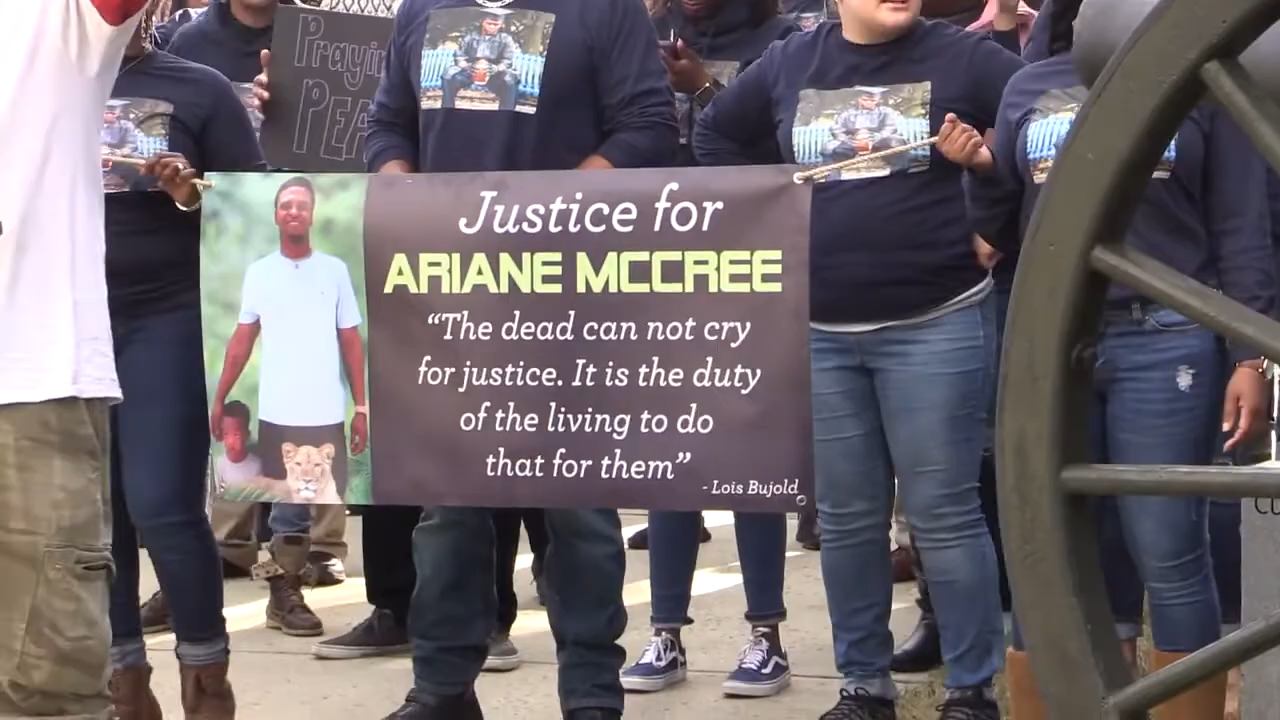 Praying
PEA
Justice for
ARIANE MCCREE
“The dead can not cry
for justice. It is the duty
of the living to do
that for them”
- Lois Bujold